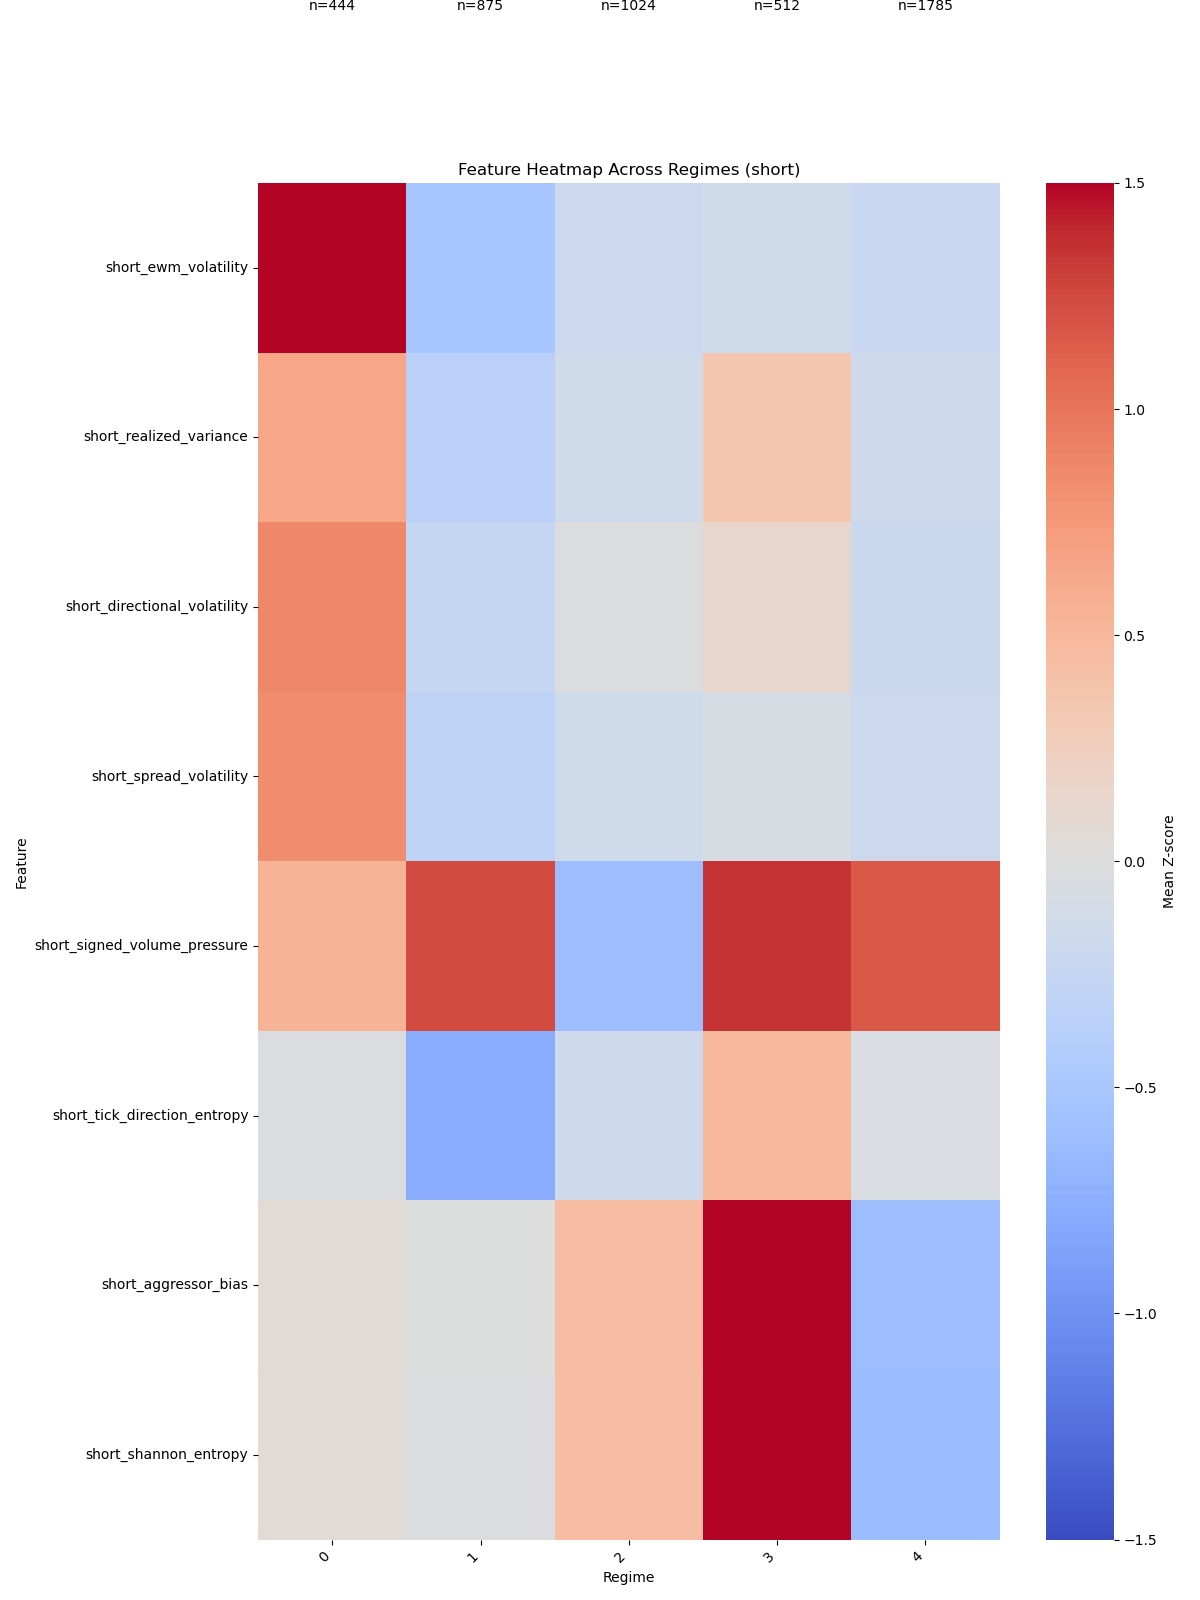 n=444 n=875 n=1024 n=512 n=1785
Feature Heatmap Across Regimes (short)
short_ewm_volatility
short_realized_variance
short_directional_volatility
short_spread_volatility
short_signed_volume_pressure
short_tick_direction_entropy
short_aggressor_bias
short_shannon_entropy
Feature
0 1 2 3 4
Regime
1.5
1.0
0.5
0.0
−0.5
−1.0
−1.5
Mean Z-score